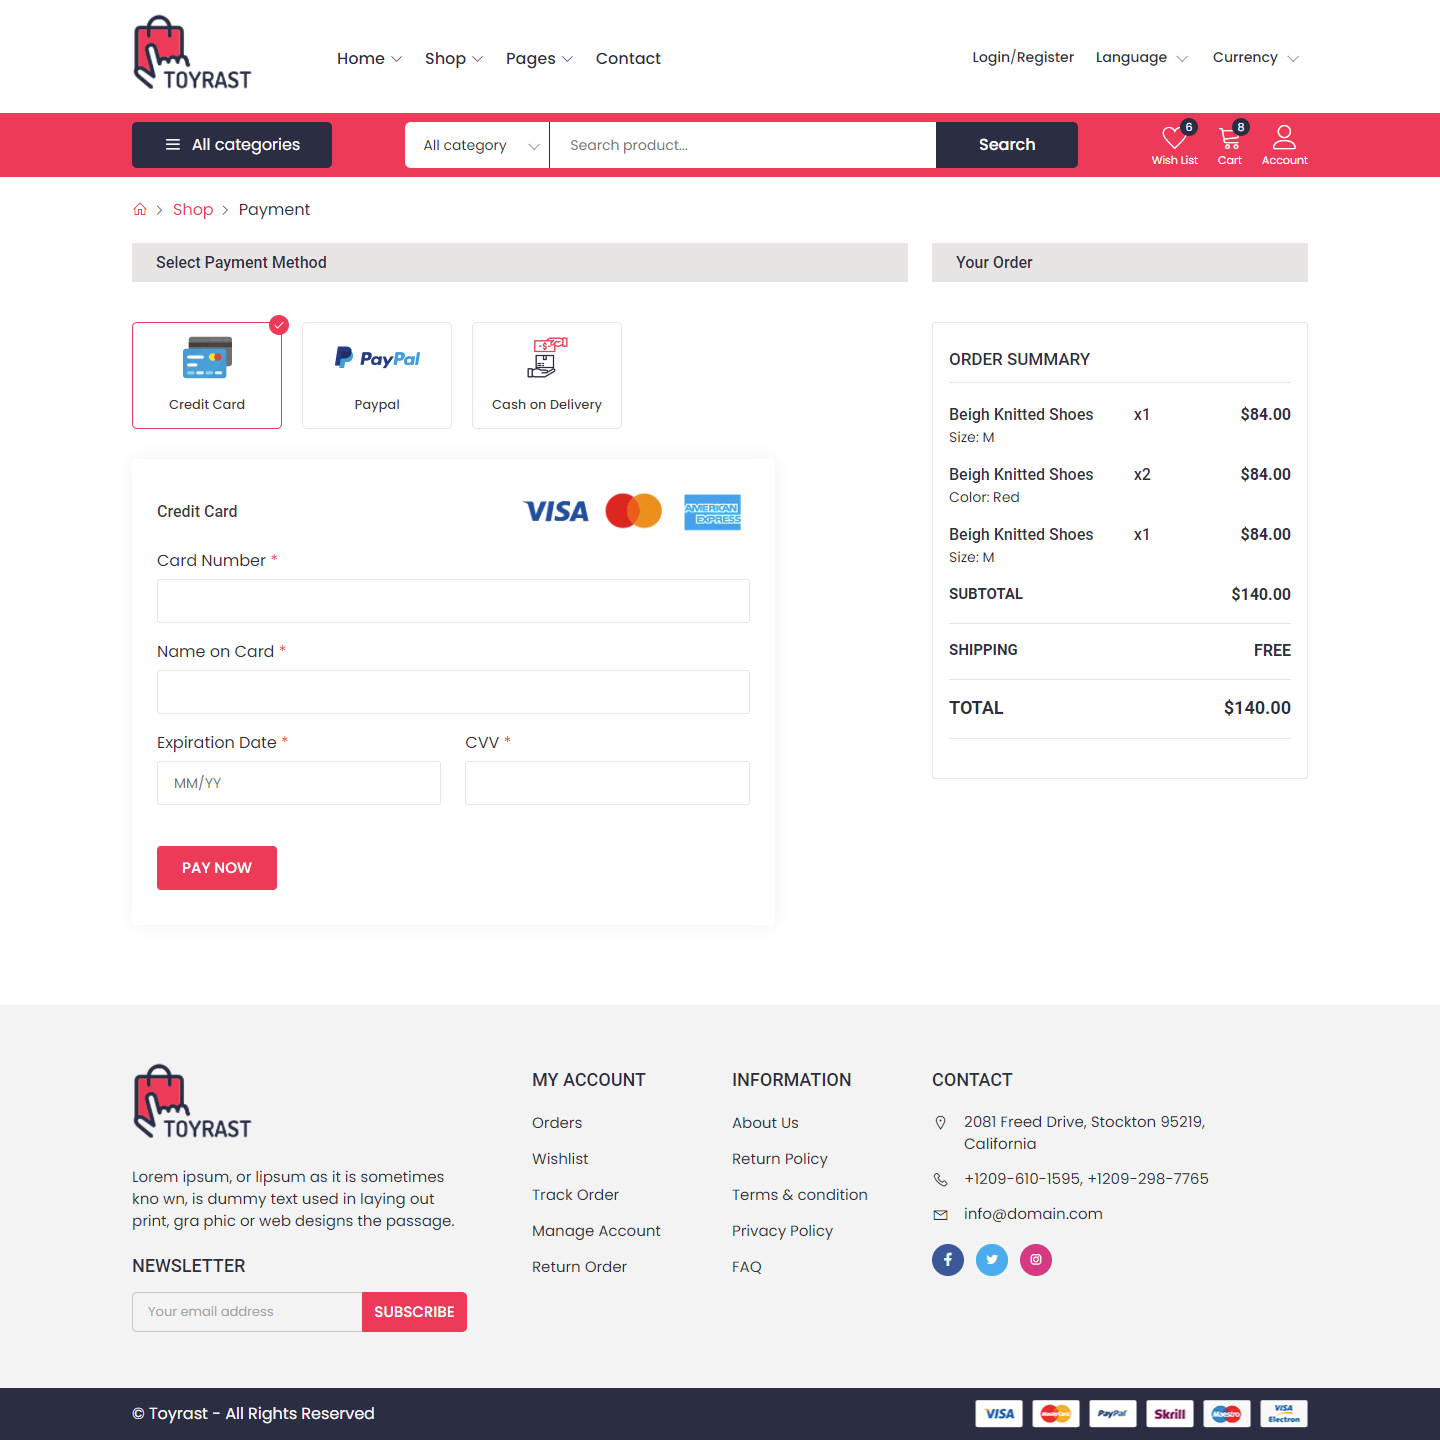 TOYRAST
Home Shop Pages Contact
Login/Register Language Currency
All categories
All category Search product... Search
6 8
Wish List Cart Account
Shop Payment
Select Payment Method
Your Order
Credit Card
PayPal
Paypal
$
Cash on Delivery
Credit Card
VISA
AMERICAN
EXPRESS
Card Number *
Name on Card *
Expiration Date * CVV *
MM/YY
PAY NOW
ORDER SUMMARY
Beigh Knitted Shoes x1 $84.00
Size: M
Beigh Knitted Shoes x2 $84.00
Color: Red
Beigh Knitted Shoes x1 $84.00
Size: M
SUBTOTAL $140.00
SHIPPING FREE
TOTAL $140.00
TOYRAST
Lorem ipsum, or lipsum as it is sometimes
kno wn, is dummy text used in laying out
print, gra phic or web designs the passage.
NEWSLETTER
Your email address SUBSCRIBE
MY ACCOUNT
Orders
Wishlist
Track Order
Manage Account
Return Order
INFORMATION
About Us
Return Policy
Terms & condition
Privacy Policy
FAQ
CONTACT
2081 Freed Drive, Stockton 95219,
California
+1209-610-1595, +1209-298-7765
info@domain.com
© Toyrast - All Rights Reserved
VISA MasterCard PayPal Skrill Maestro VISA
Electron